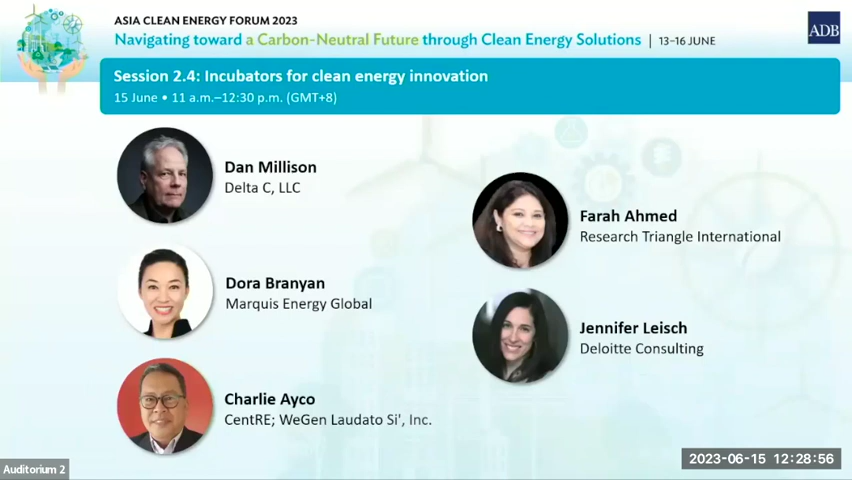 ASIA CLEAN ENERGY FORUM 2023
Navigating toward a Carbon-Neutral Future through Clean Energy Solutions | 13–16 JUNE
ADB
Session 2.4: Incubators for clean energy innovation
15 June • 11 a.m.–12:30 p.m. (GMT+8)
Dan Millison
Delta C, LLC
Dora Branyan
Marquis Energy Global
Charlie Ayco
CentRE; WeGen Laudato Si', Inc.
Farah Ahmed
Research Triangle International
Jennifer Leisch
Deloitte Consulting
Auditorium 2
2023-06-15 12:28:56